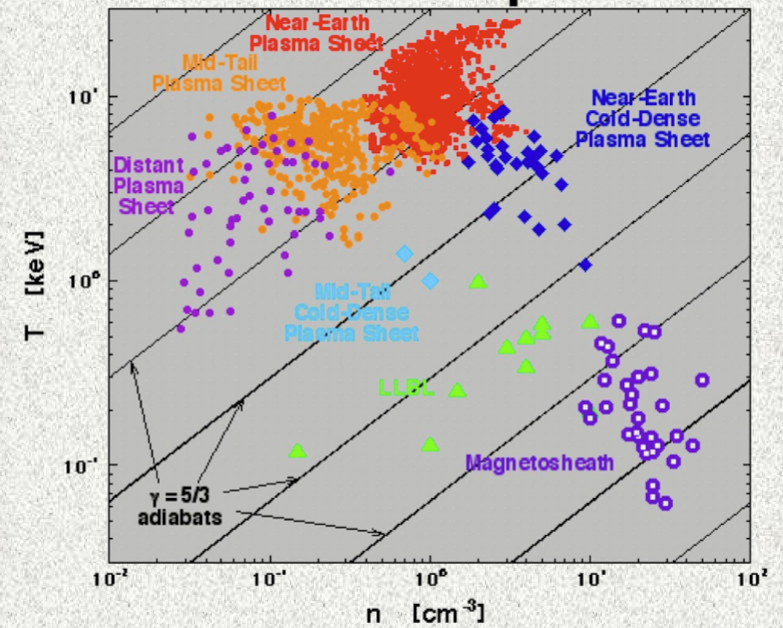 Near-Earth
Plasma Sheet
Mid-Tail
Plasma Sheet
Near-Earth
Cold-Dense
Plasma Sheet
Distant
Plasma
Sheet
Mid-Tail
Cold-Dense
Plasma Sheet
LLBL
Magnetosheath
γ = 5/3
adiabats
T [keV]
10¹
10⁰
10⁻¹
10⁻² 10⁻¹ 10⁰ 10¹ 10²
n [cm⁻³]